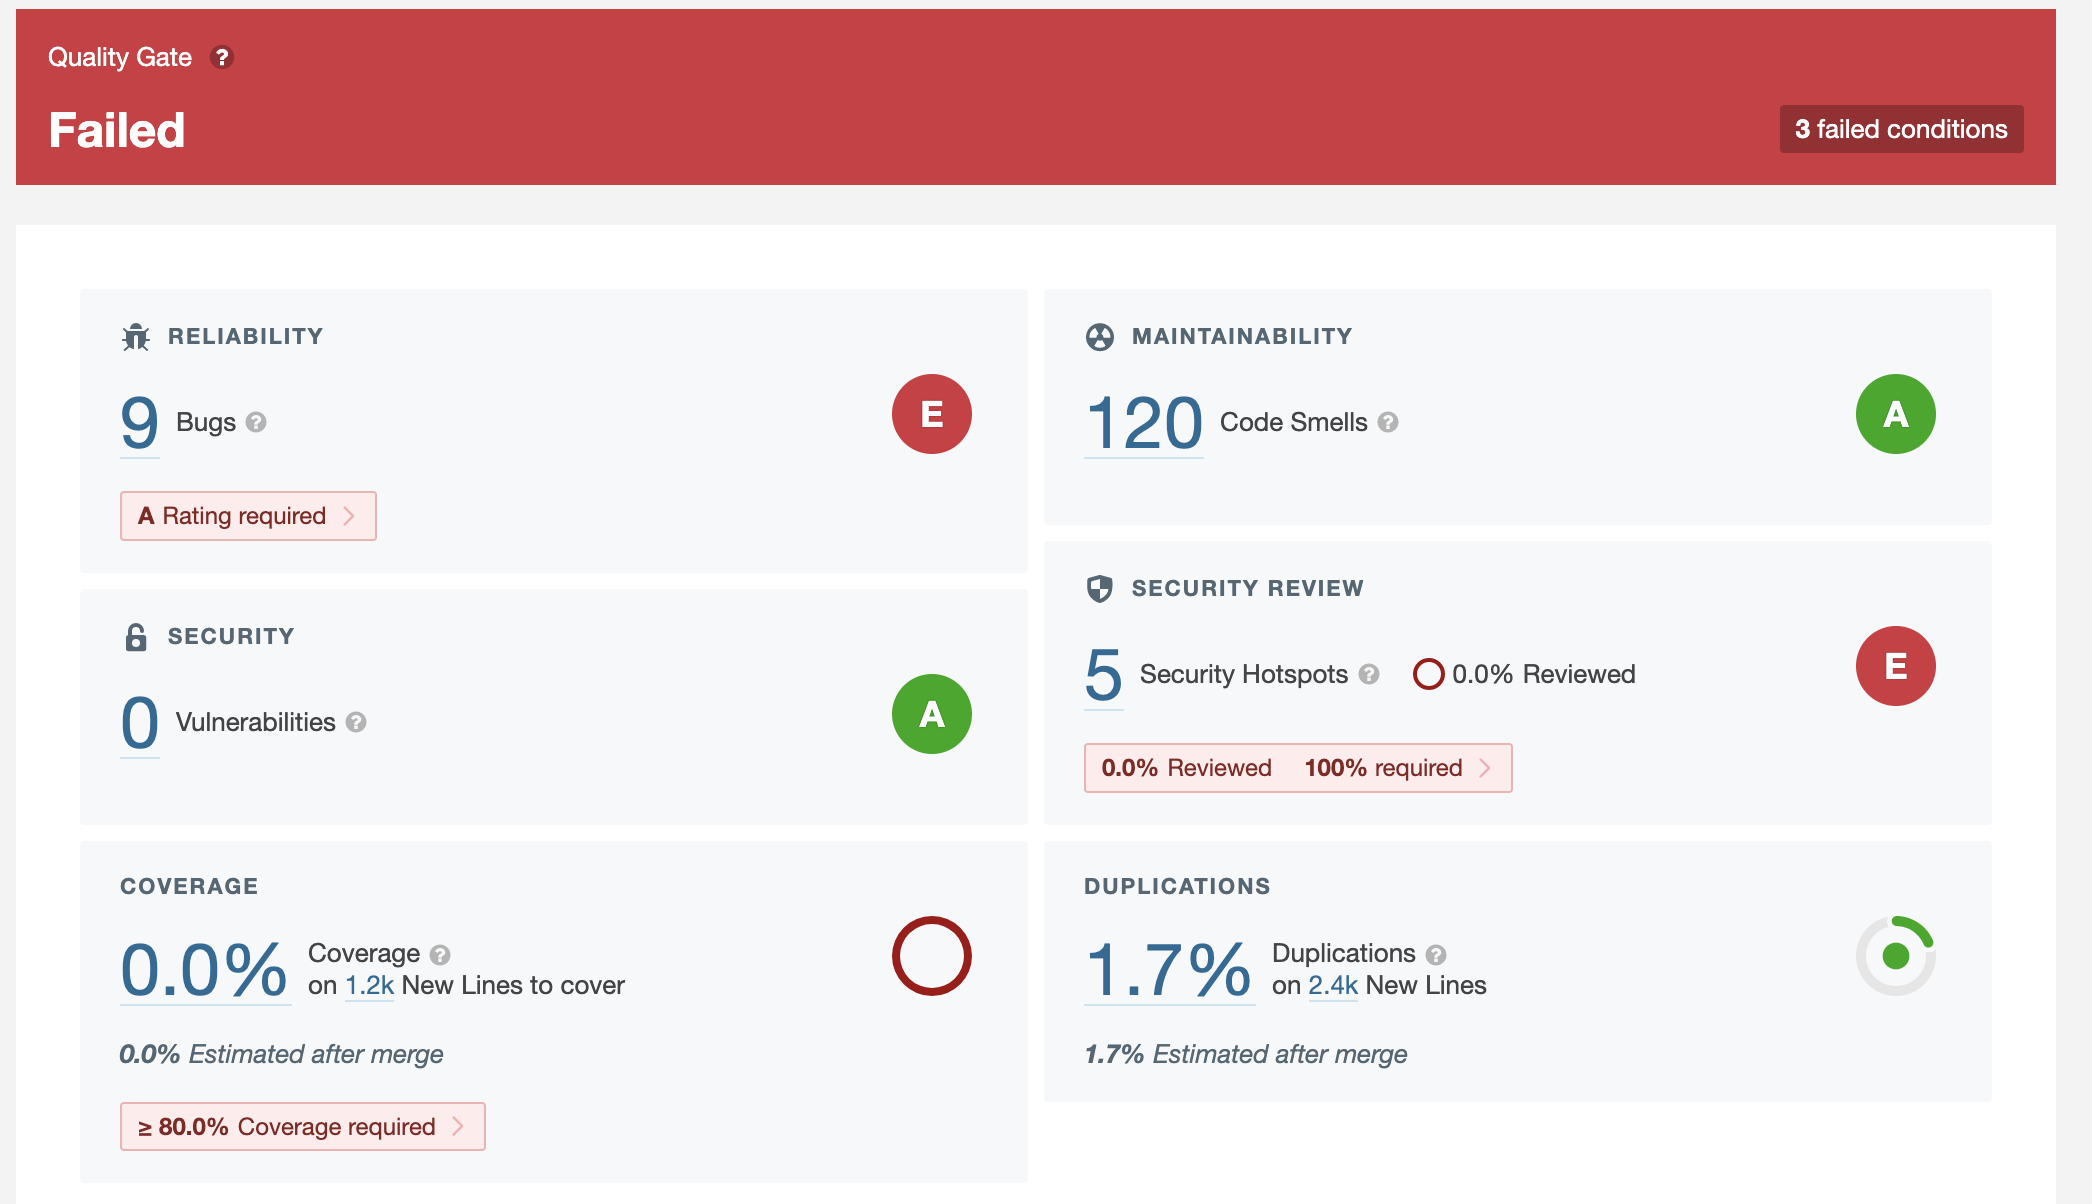 Quality Gate ?
Failed
3 failed conditions
RELIABILITY
9 Bugs ?
E
A Rating required
MAINTAINABILITY
120 Code Smells ?
A
SECURITY
0 Vulnerabilities ?
A
SECURITY REVIEW
5 Security Hotspots ? 0.0% Reviewed
E
0.0% Reviewed 100% required
COVERAGE
0.0% Coverage ?
on 1.2k New Lines to cover
0.0% Estimated after merge
≥ 80.0% Coverage required
DUPLICATIONS
1.7% Duplications ?
on 2.4k New Lines
1.7% Estimated after merge